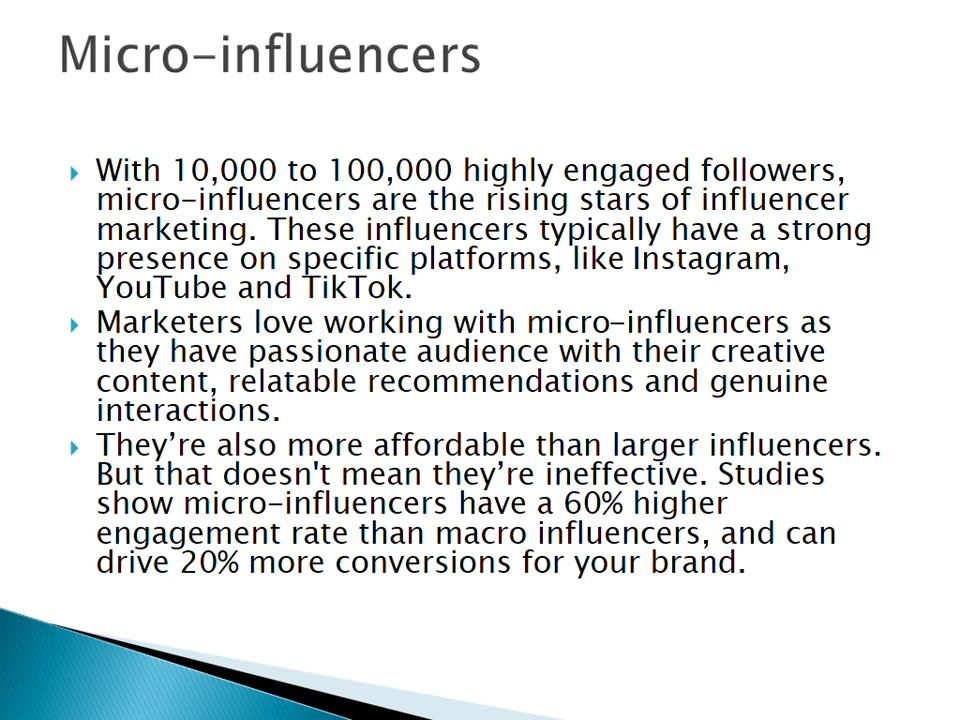 Micro-influencers
With 10,000 to 100,000 highly engaged followers,
micro-influencers are the rising stars of influencer
marketing. These influencers typically have a strong
presence on specific platforms, like Instagram,
YouTube and TikTok.
Marketers love working with micro-influencers as
they have passionate audience with their creative
content, relatable recommendations and genuine
interactions.
They’re also more affordable than larger influencers.
But that doesn't mean they’re ineffective. Studies
show micro-influencers have a 60% higher
engagement rate than macro influencers, and can
drive 20% more conversions for your brand.